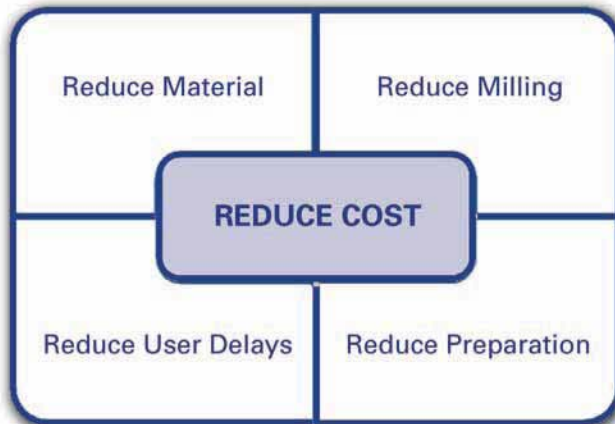 Reduce Material
Reduce Milling
REDUCE COST
Reduce User Delays
Reduce Preparation